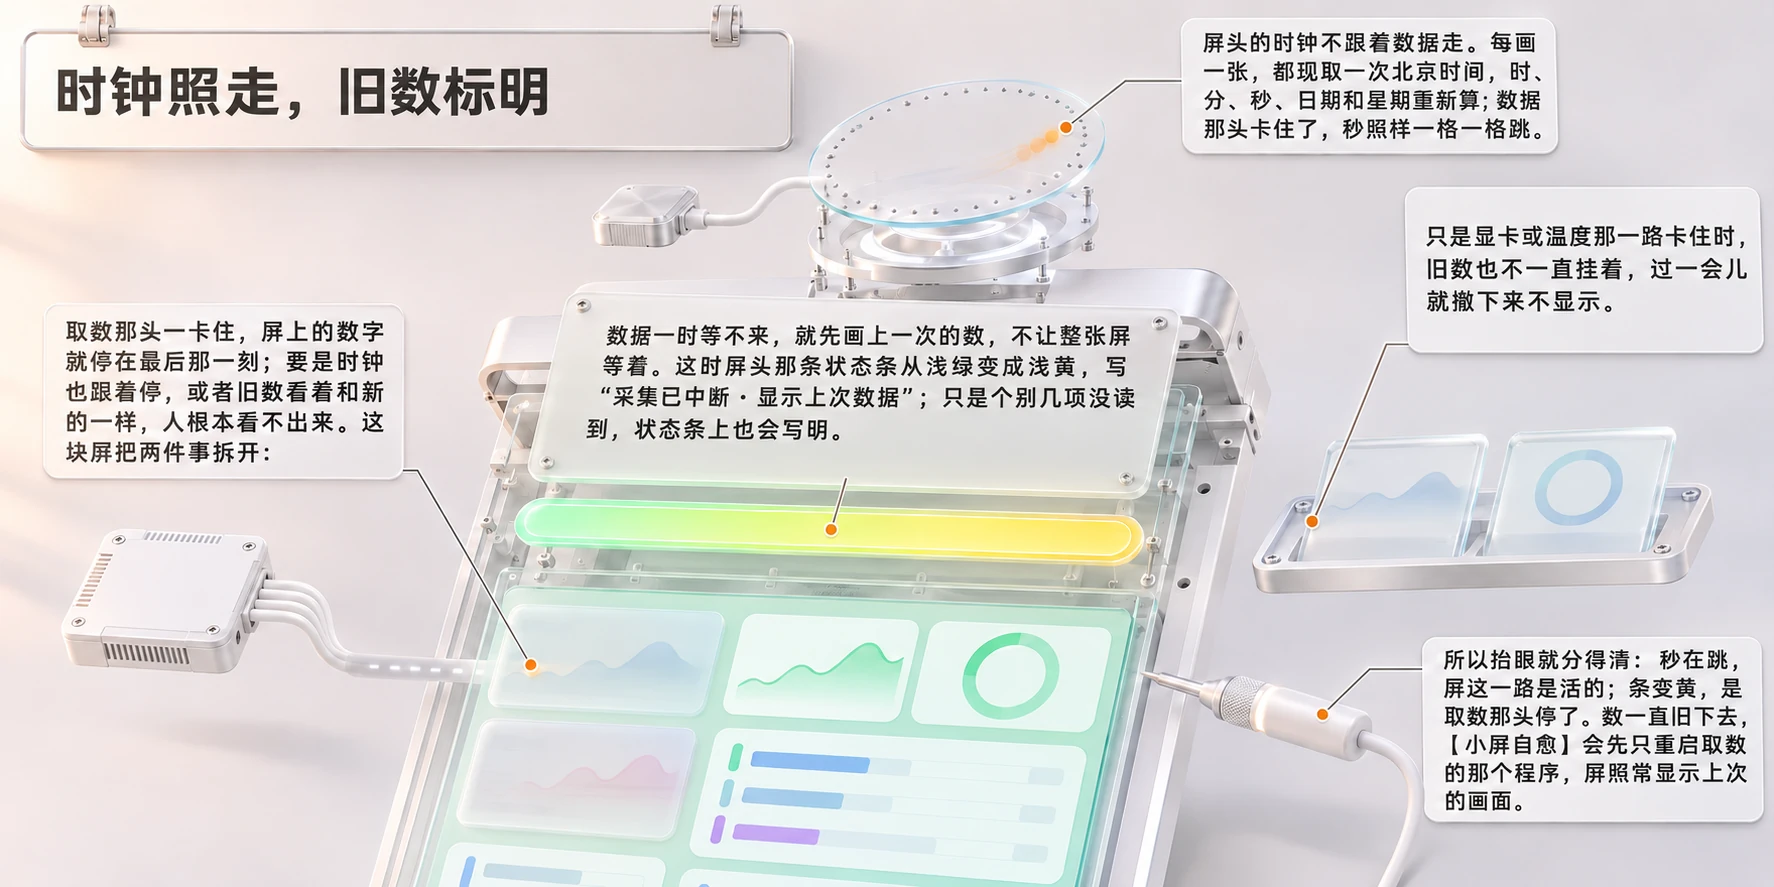 时钟照走，旧数标明
屏头的时钟不跟着数据走。每画
一张，都现取一次北京时间，时、
分、秒、日期和星期重新算；数据
那头卡住了，秒照样一格一格跳。
只是显卡或温度那一路卡住时，
旧数也不一直挂着，过一会儿
就撤下来不显示。
取数那头一卡住，屏上的数字
就停在最后那一刻；要是时钟
也跟着停，或者旧数看着和新
的一样，人根本看不出来。这
块屏把两件事拆开：
数据一时等不来，就先画上一次的数，不让整张屏
等着。这时屏头那条状态条从浅绿变成浅黄，写
“采集已中断·显示上次数据”；只是个别几项没读
到，状态条上也会写明。
所以抬眼就分得清：秒在跳，
屏这一路是活的；条变黄，是
取数那头停了。数一直旧下去，
【小屏自愈】会先只重启取数
的那个程序，屏照常显示上次
的画面。